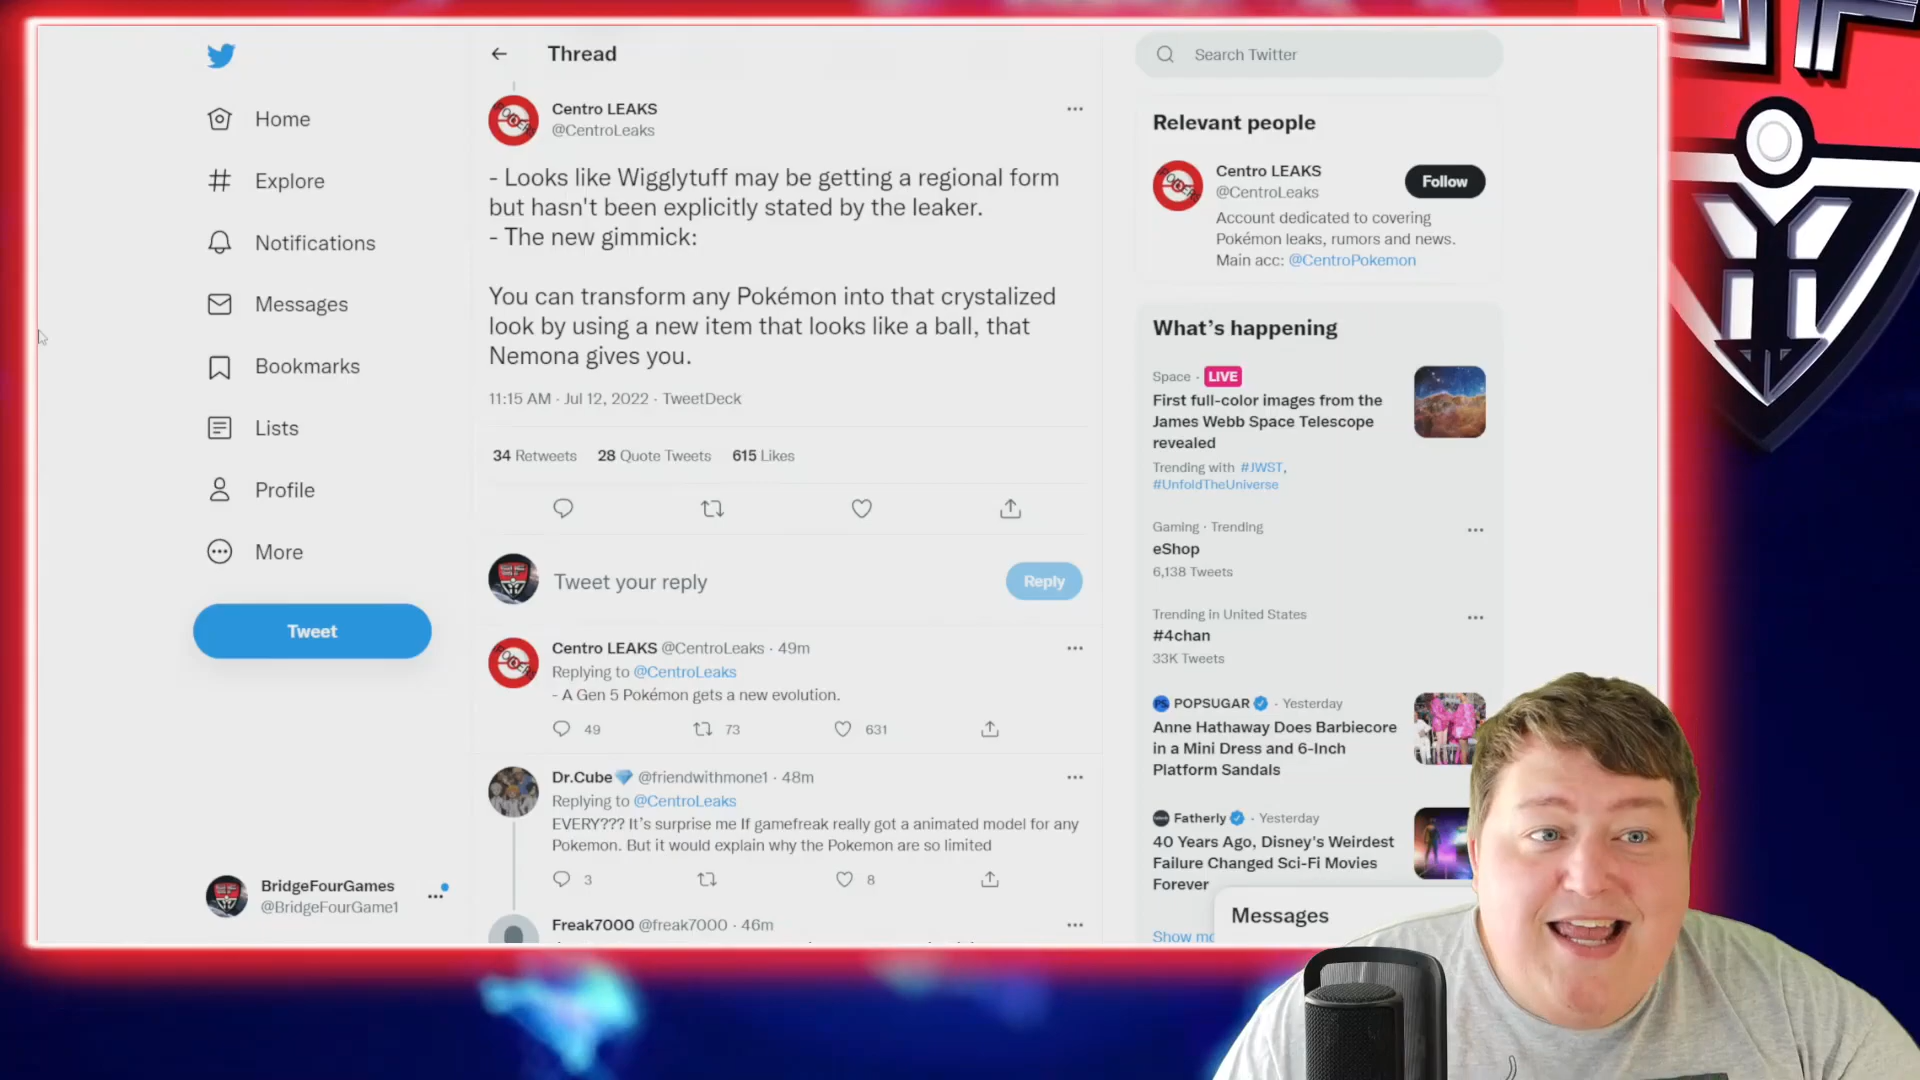 Thread
Search Twitter
Home
Explore
Notifications
Messages
Bookmarks
Lists
Profile
More
Tweet
BridgeFourGames
@BridgeFourGame1
Centro LEAKS
@CentroLeaks
- Looks like Wigglytuff may be getting a regional form
but hasn't been explicitly stated by the leaker.
- The new gimmick:
You can transform any Pokémon into that crystalized
look by using a new item that looks like a ball, that
Nemona gives you.
11:15 AM · Jul 12, 2022 · TweetDeck
34 Retweets 28 Quote Tweets 615 Likes
Tweet your reply
Reply
Centro LEAKS @CentroLeaks · 49m
Replying to @CentroLeaks
- A Gen 5 Pokémon gets a new evolution.
49 73 631
Dr.Cube @friendwithmone1 · 48m
Replying to @CentroLeaks
EVERY??? It's surprise me If gamefreak really got a animated model for any
Pokemon. But it would explain why the Pokemon are so limited
3 8
Freak7000 @freak7000 · 46m
Relevant people
Centro LEAKS
@CentroLeaks
Follow
Account dedicated to covering
Pokémon leaks, rumors and news.
Main acc: @CentroPokemon
What's happening
Space · LIVE
First full-color images from the
James Webb Space Telescope
revealed
Trending with #JWST,
#UnfoldTheUniverse
Gaming · Trending
eShop
6,138 Tweets
Trending in United States
#4chan
33K Tweets
POPSUGAR · Yesterday
Anne Hathaway Does Barbiecore
in a Mini Dress and 6-Inch
Platform Sandals
Fatherly · Yesterday
40 Years Ago, Disney's Weirdest
Failure Changed Sci-Fi Movies
Forever
Show
Messages